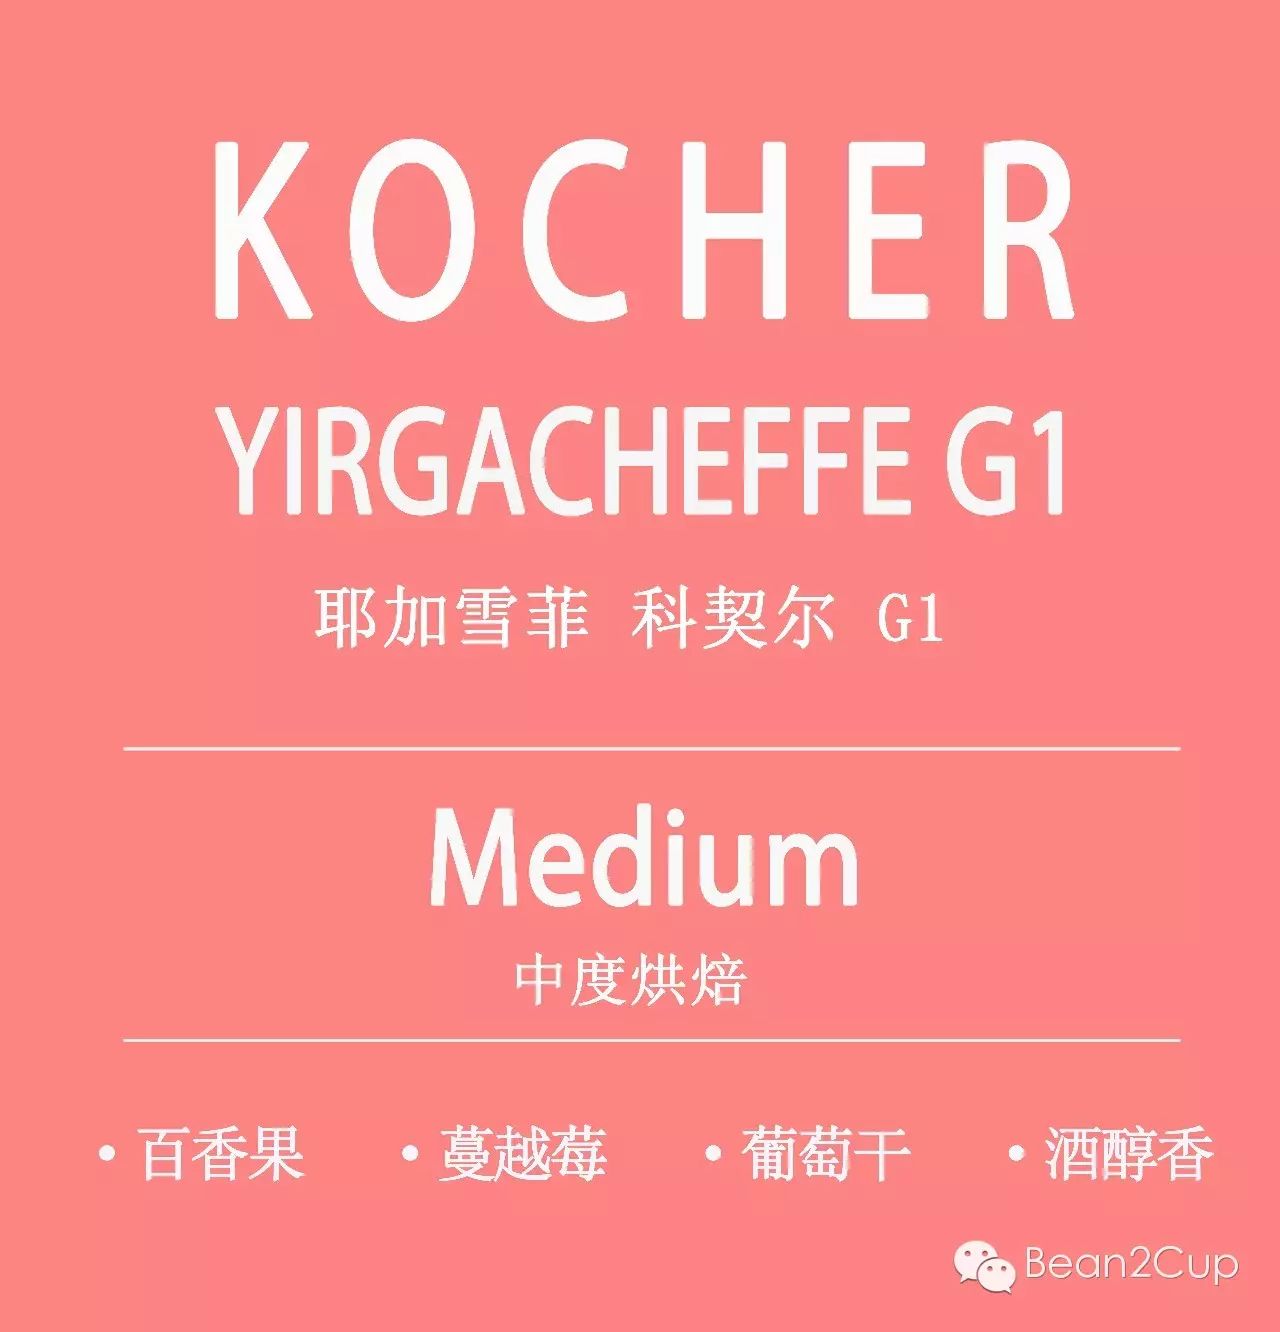 KOCHER
YIRGACHEFFE G1
耶加雪菲 科契尔 G1
Medium
中度烘焙
• 百香果 • 蔓越莓 • 葡萄干 • 酒醇香
Bean2Cup